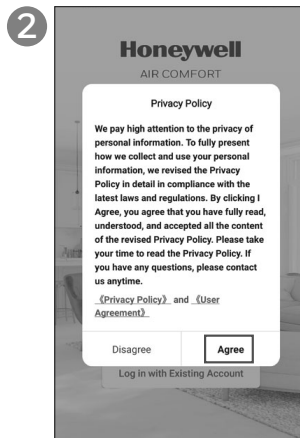 2
Honeywell
AIR COMFORT
Privacy Policy
We pay high attention to the privacy of
personal information. To fully present
how we collect and use your personal
information, we revised the Privacy
Policy in detail in compliance with the
latest laws and regulations. By clicking I
Agree, you agree that you have fully read,
understood, and accepted all the content
of the revised Privacy Policy. Please take
your time to read the Privacy Policy. If
you have any questions, please contact
us anytime.
《Privacy Policy》 and 《User
Agreement》
Disagree Agree
Log in with Existing Account